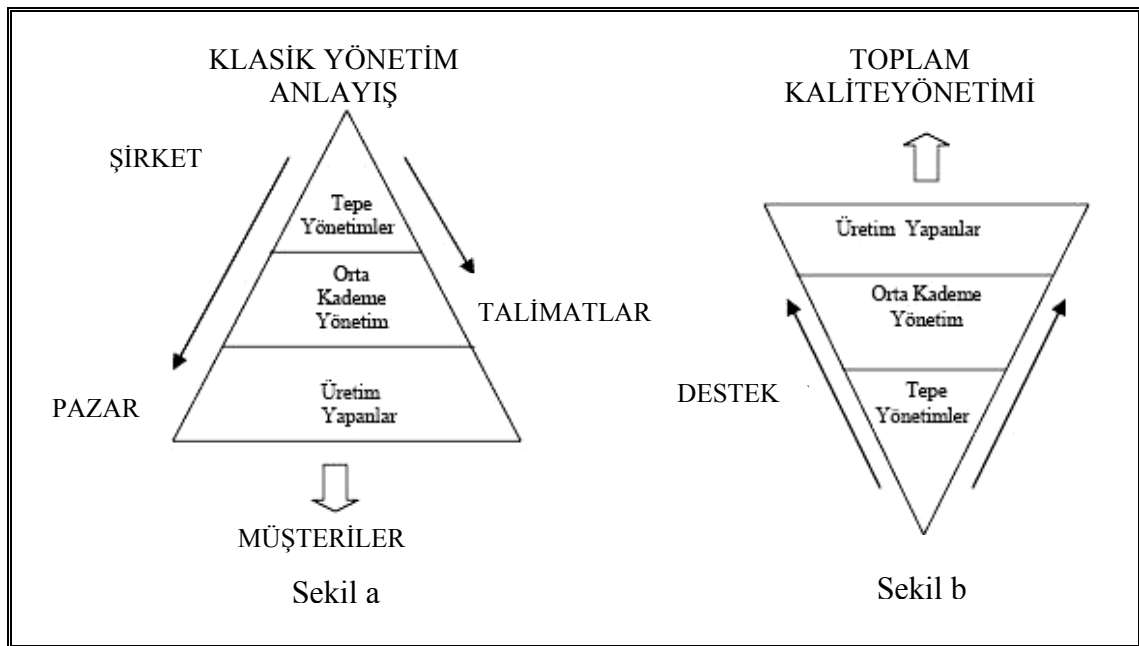 KLASİK YÖNETİM
ANLAYIŞ
ŞİRKET
Tepe
Yönetimler
Orta
Kademe
Yönetim
TALİMATLAR
PAZAR
Üretim
Yapanlar
MÜŞTERİLER
Sekil a
TOPLAM
KALİTEYÖNETİMİ
Üretim Yapanlar
Orta Kademe
Yönetim
DESTEK
Tepe
Yönetimler
Sekil b